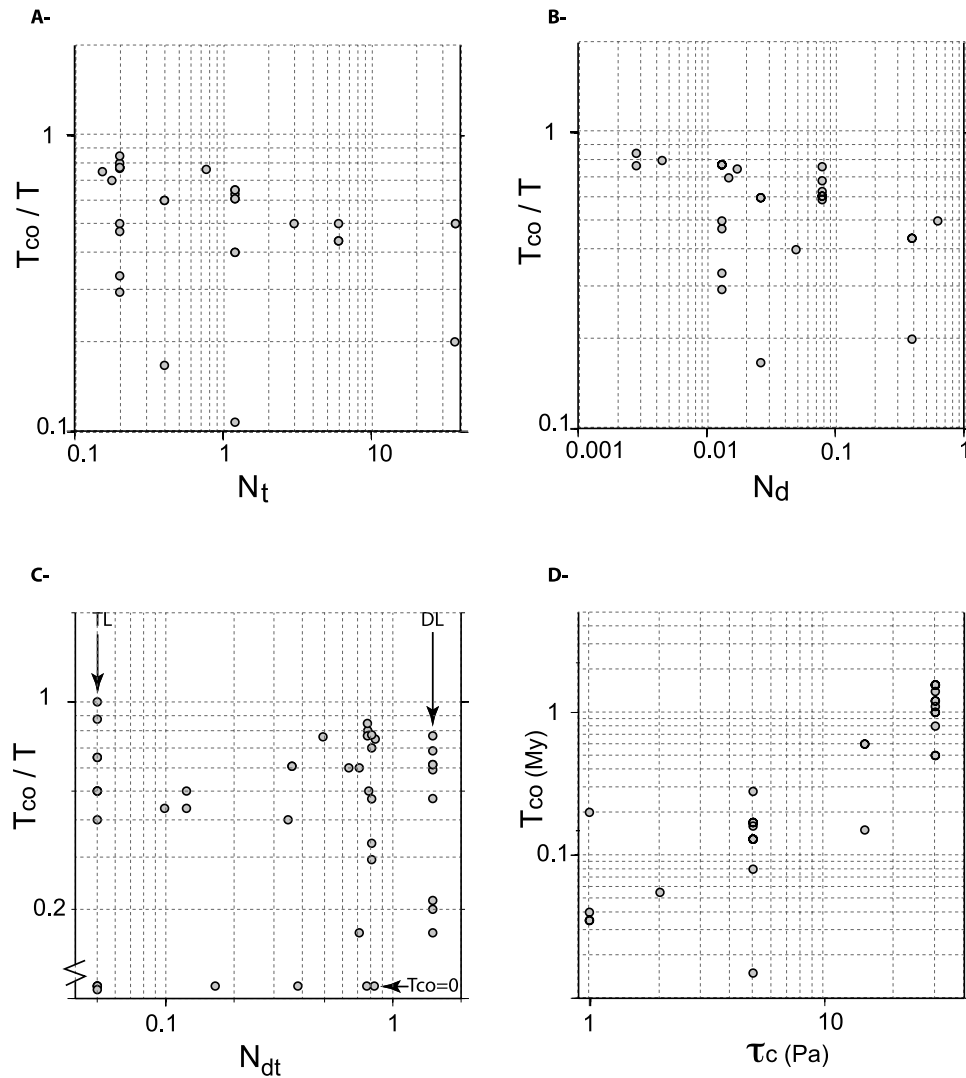 A-
Tco / T
1
0.1
0.1
1
10
Nt
B-
Tco / T
1
0.1
0.001
0.01
0.1
1
Nd
C-
TL
DL
Tco / T
1
0.2
Tco=0
0.1
1
Ndt
D-
Tco (My)
1
0.1
1
10
τc (Pa)